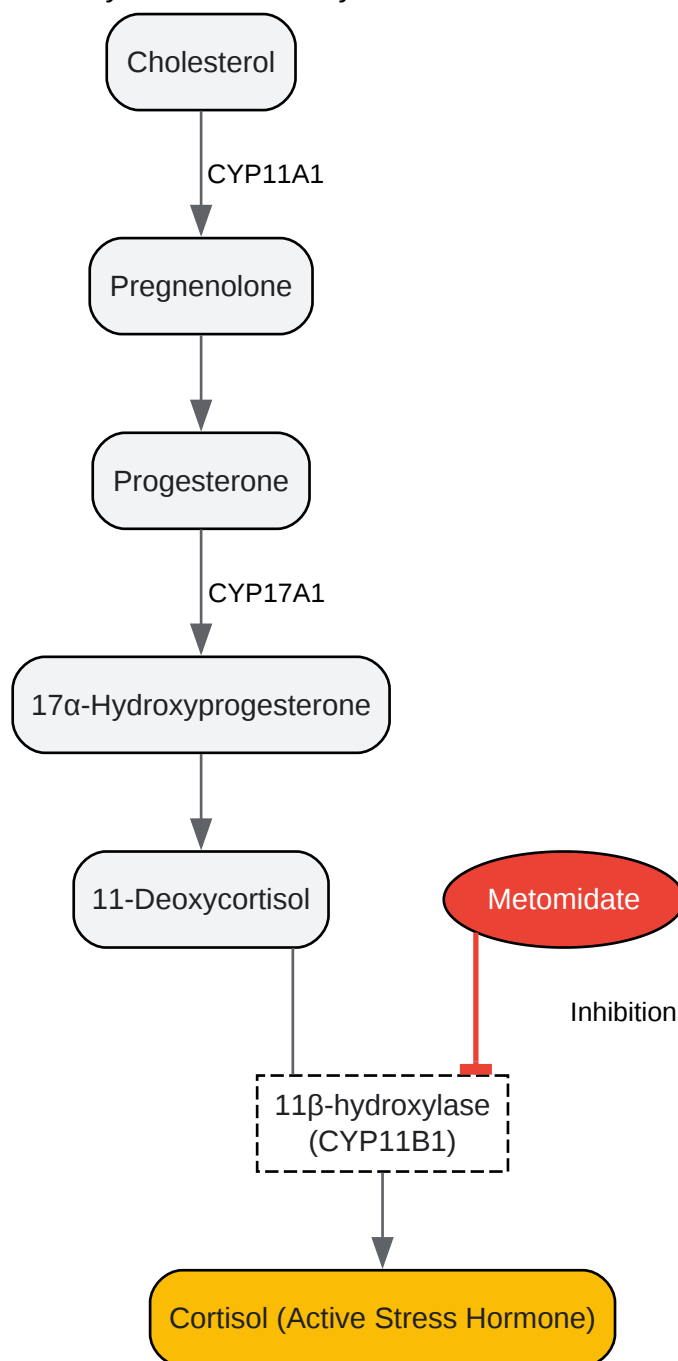 Cholesterol
CYP11A1
Pregnenolone
Progesterone
CYP17A1
17α-Hydroxyprogesterone
11-Deoxycortisol
Metomidate
Inhibition
11β-hydroxylase
(CYP11B1)
Cortisol (Active Stress Hormone)